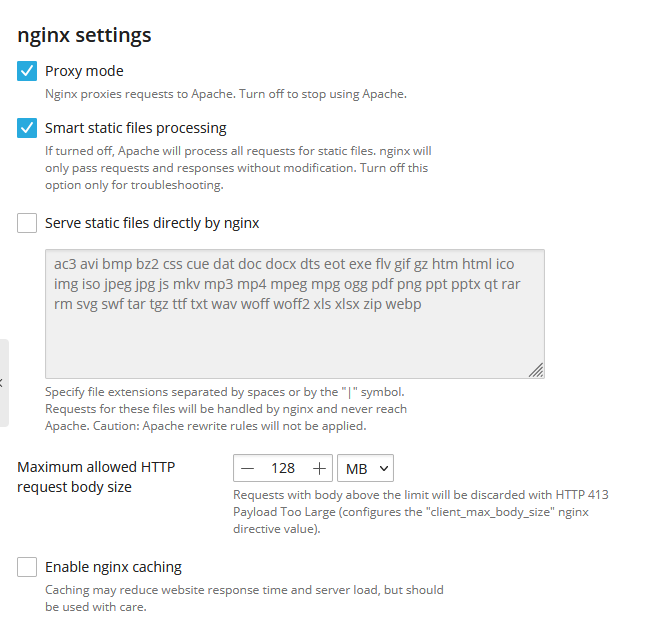 nginx settings
Proxy mode
Nginx proxies requests to Apache. Turn off to stop using Apache.
Smart static files processing
If turned off, Apache will process all requests for static files. nginx will
only pass requests and responses without modification. Turn off this
option only for troubleshooting.
Serve static files directly by nginx
ac3 avi bmp bz2 css cue dat doc docx dts eot exe flv gif gz htm html ico
img iso jpeg jpg js mkv mp3 mp4 mpeg mpg ogg pdf png ppt pptx qt rar
rm svg swf tar tgz ttf txt wav woff woff2 xls xlsx zip webp
Specify file extensions separated by spaces or by the "|" symbol.
Requests for these files will be handled by nginx and never reach
Apache. Caution: Apache rewrite rules will not be applied.
Maximum allowed HTTP
request body size
128
MB
Requests with body above the limit will be discarded with HTTP 413
Payload Too Large (configures the "client_max_body_size" nginx
directive value).
Enable nginx caching
Caching may reduce website response time and server load, but should
be used with care.